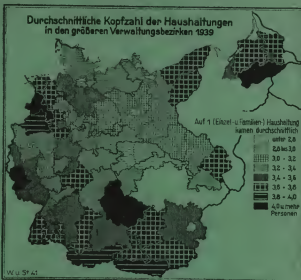 Durchschnittliche Kopfzahl der Haushaltungen
in den größeren Verwaltungsbezirken 1939
Auf 1 (Einzel- u. Familien-) Haushaltung
kamen durchschnittlich
unter 2,8
2,8 bis 3,0
3,0 - 3,2
3,2 - 3,4
3,4 - 3,6
3,6 - 3,8
3,8 - 4,0
4,0 u. mehr
Personen
W. u. St. 41